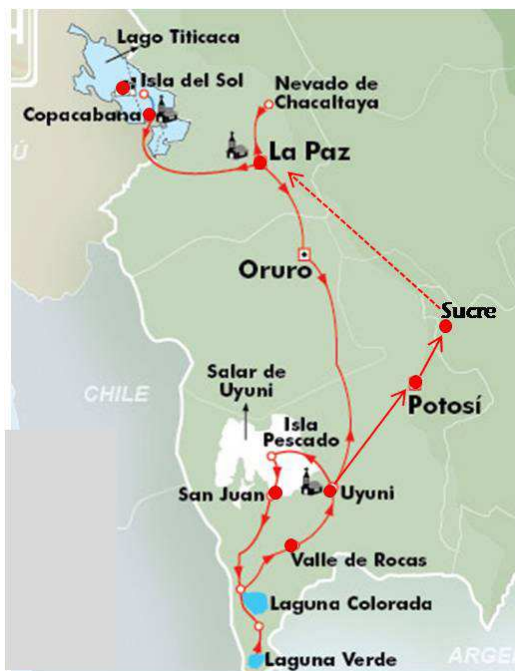 Lago Titicaca
Isla del Sol
Nevado de
Chacaltaya
Copacabana
La Paz
Oruro
Sucre
CHILE
Salar de
Uyuni
Potosí
Isla
Pescado
San Juan
Uyuni
Valle de Rocas
Laguna Colorada
Laguna Verde
ARGE